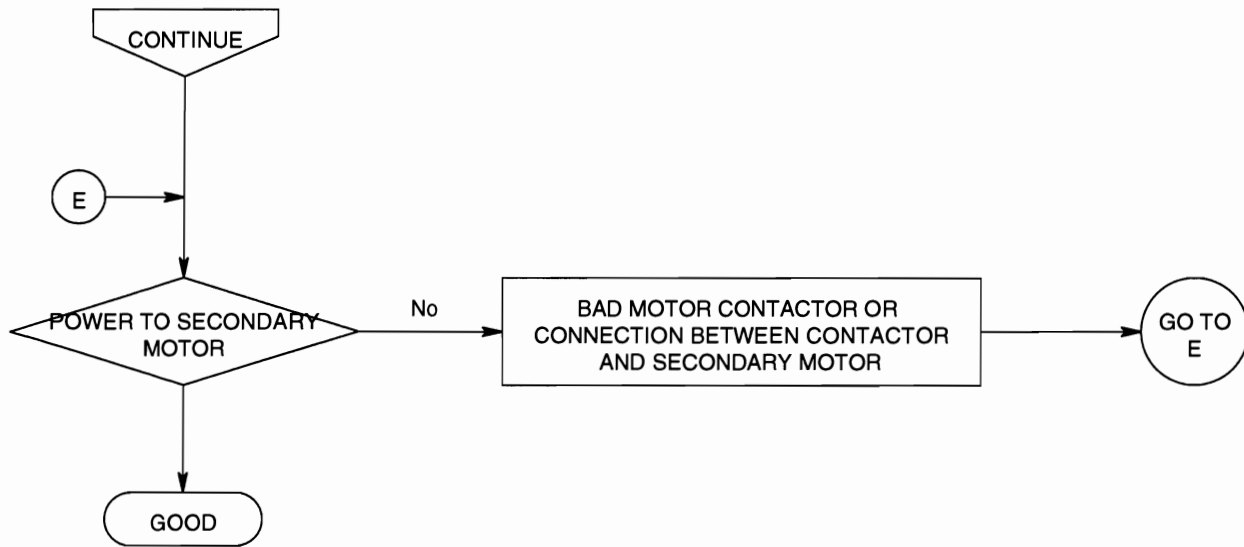 CONTINUE
E
POWER TO SECONDARY
MOTOR
No
BAD MOTOR CONTACTOR OR
CONNECTION BETWEEN CONTACTOR
AND SECONDARY MOTOR
GO TO
E
GOOD